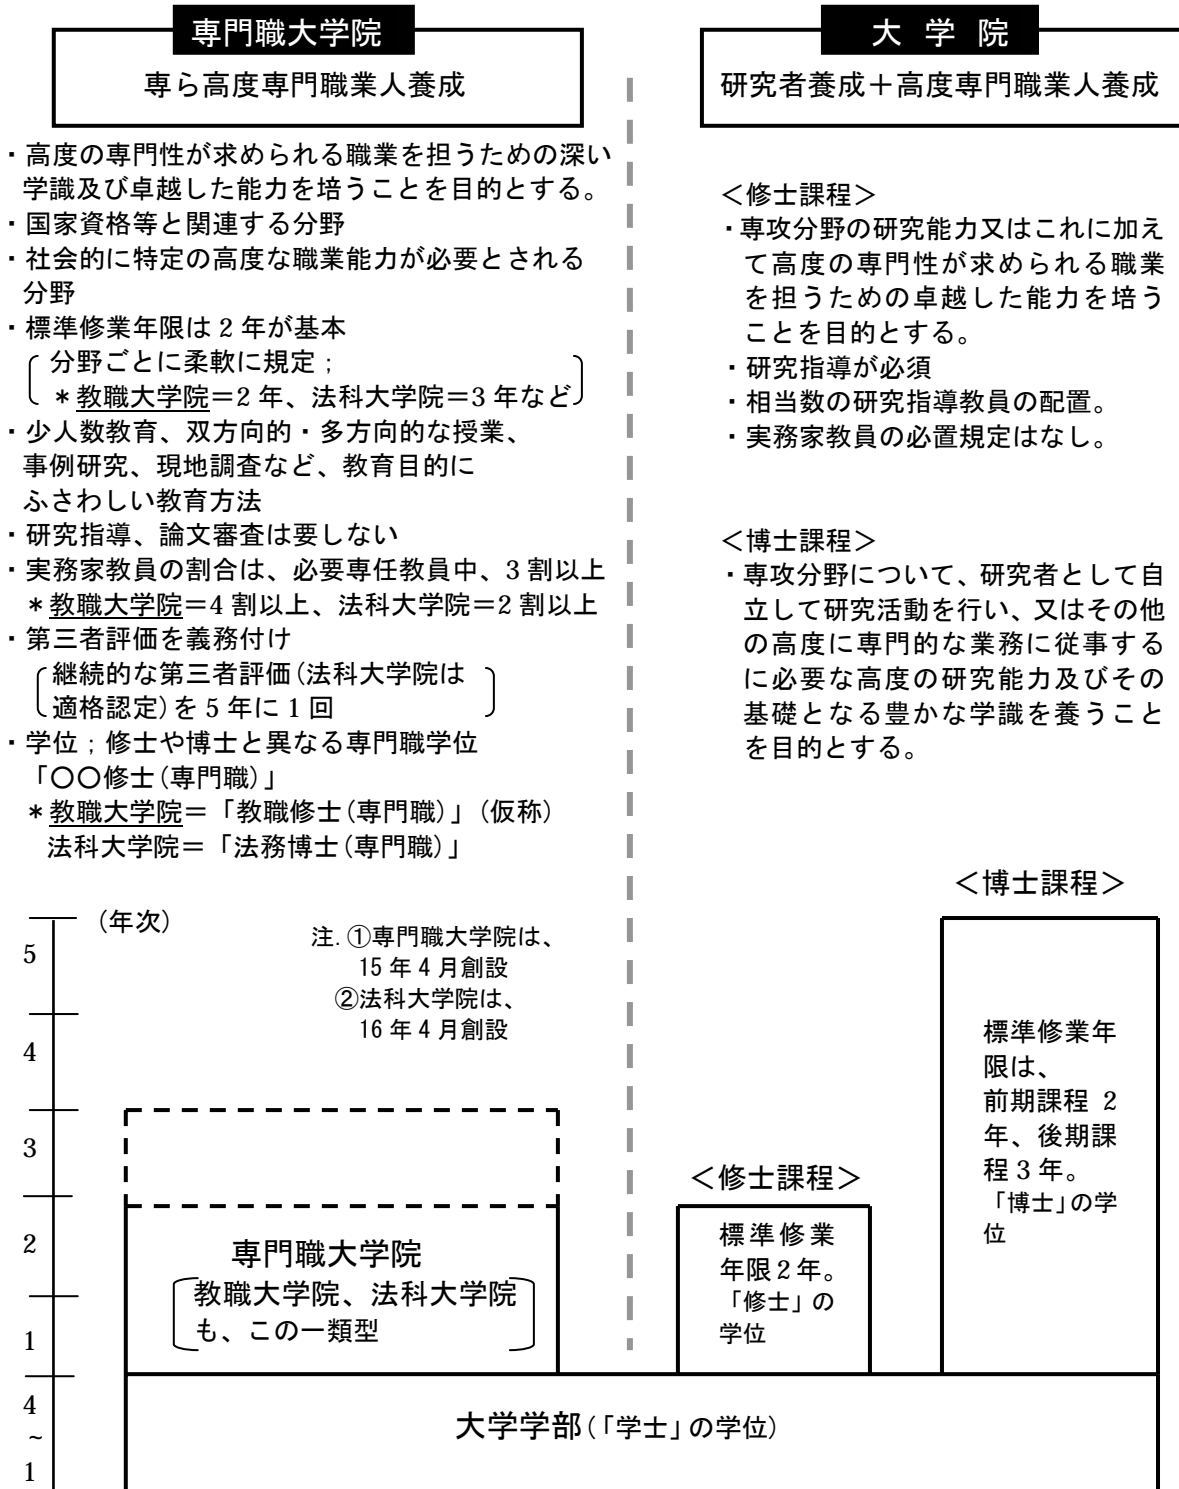 専門職大学院
専ら高度専門職業人養成
・高度の専門性が求められる職業を担うための深い
学識及び卓越した能力を培うことを目的とする。
・国家資格等と関連する分野
・社会的に特定の高度な職業能力が必要とされる
分野
・標準修業年限は2年が基本
分野ごとに柔軟に規定；
＊教職大学院＝2年、法科大学院＝3年など
・少人数教育、双方向的・多方向的な授業、
事例研究、現地調査など、教育目的に
ふさわしい教育方法
・研究指導、論文審査は要しない
・実務家教員の割合は、必要専任教員中、3割以上
＊教職大学院＝4割以上、法科大学院＝2割以上
・第三者評価を義務付け
継続的な第三者評価(法科大学院は
適格認定)を5年に1回
・学位；修士や博士と異なる専門職学位
「〇〇修士(専門職)」
＊教職大学院＝「教職修士(専門職)」(仮称)
法科大学院＝「法務博士(専門職)」
大 学 院
研究者養成＋高度専門職業人養成
＜修士課程＞
・専攻分野の研究能力又はこれに加え
て高度の専門性が求められる職業
を担うための卓越した能力を培う
ことを目的とする。
・研究指導が必須
・相当数の研究指導教員の配置。
・実務家教員の必置規定はなし。
＜博士課程＞
・専攻分野について、研究者として自
立して研究活動を行い、又はその他
の高度に専門的な業務に従事する
に必要な高度の研究能力及びその
基礎となる豊かな学識を養うこと
を目的とする。
(年次)
5
4
3
2
1
4
~
1
注.①専門職大学院は、
15年4月創設
②法科大学院は、
16年4月創設
専門職大学院
教職大学院、法科大学院
も、この一類型
＜修士課程＞
標準修業
年限2年。
「修士」の
学位
＜博士課程＞
標準修業年
限は、
前期課程 2
年、後期課
程3年。
「博士」の学
位
大学学部(「学士」の学位)